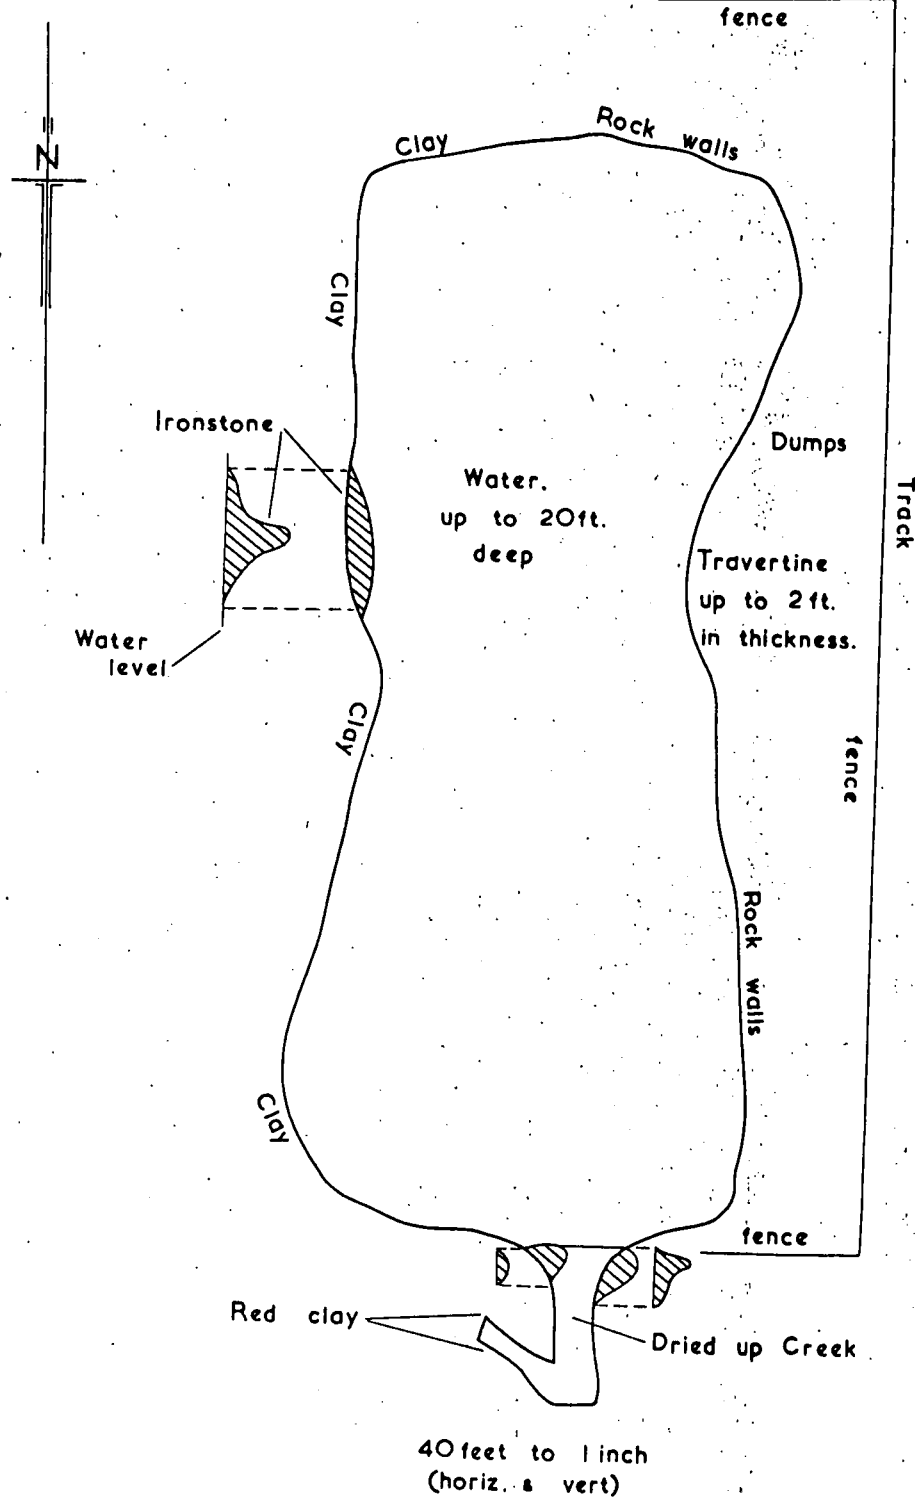 fence
N
Clay
Rock walls
Clay
Ironstone
Dumps
Water.
up to 20ft.
deep
Track
Travertine
up to 2ft.
in thickness.
Water
level
Clay
fence
Rock walls
Clay
fence
Red clay
Dried up Creek
40 feet to 1 inch
(horiz. & vert)